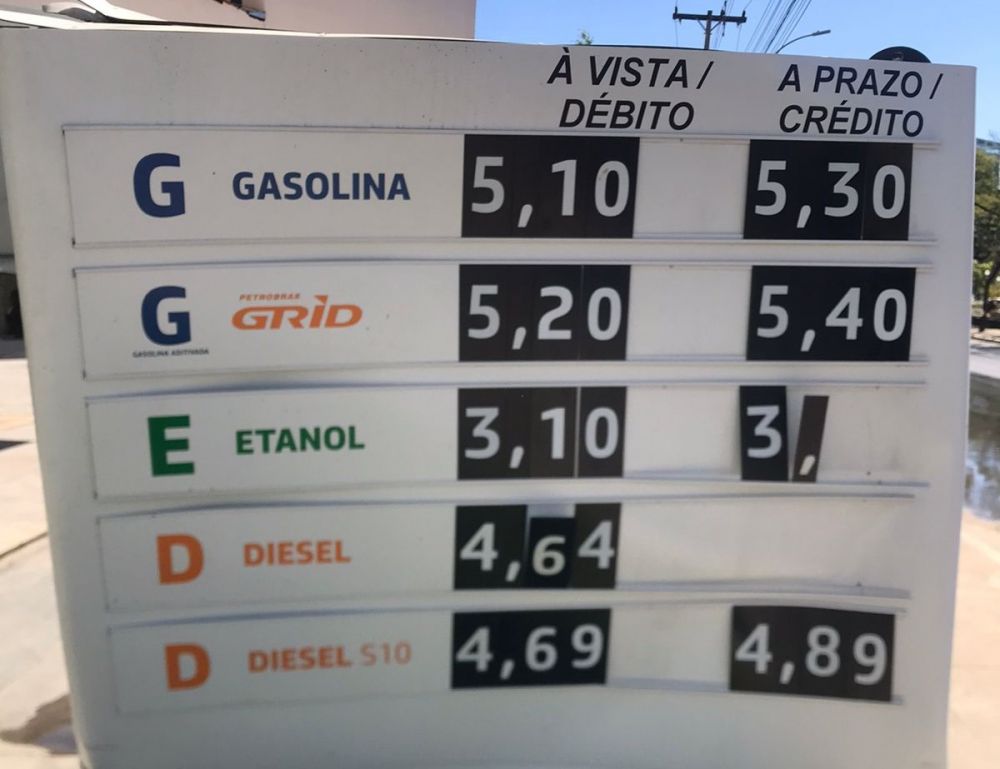 À VISTA / A PRAZO /
DÉBITO CRÉDITO
G GASOLINA 5,10 5,30
PETROBRAS
G GRID 5,20 5,40
GASOLINA ADITIVADA
E ETANOL 3,10 3,
D DIESEL 4,64
D DIESEL S10 4,69 4,89